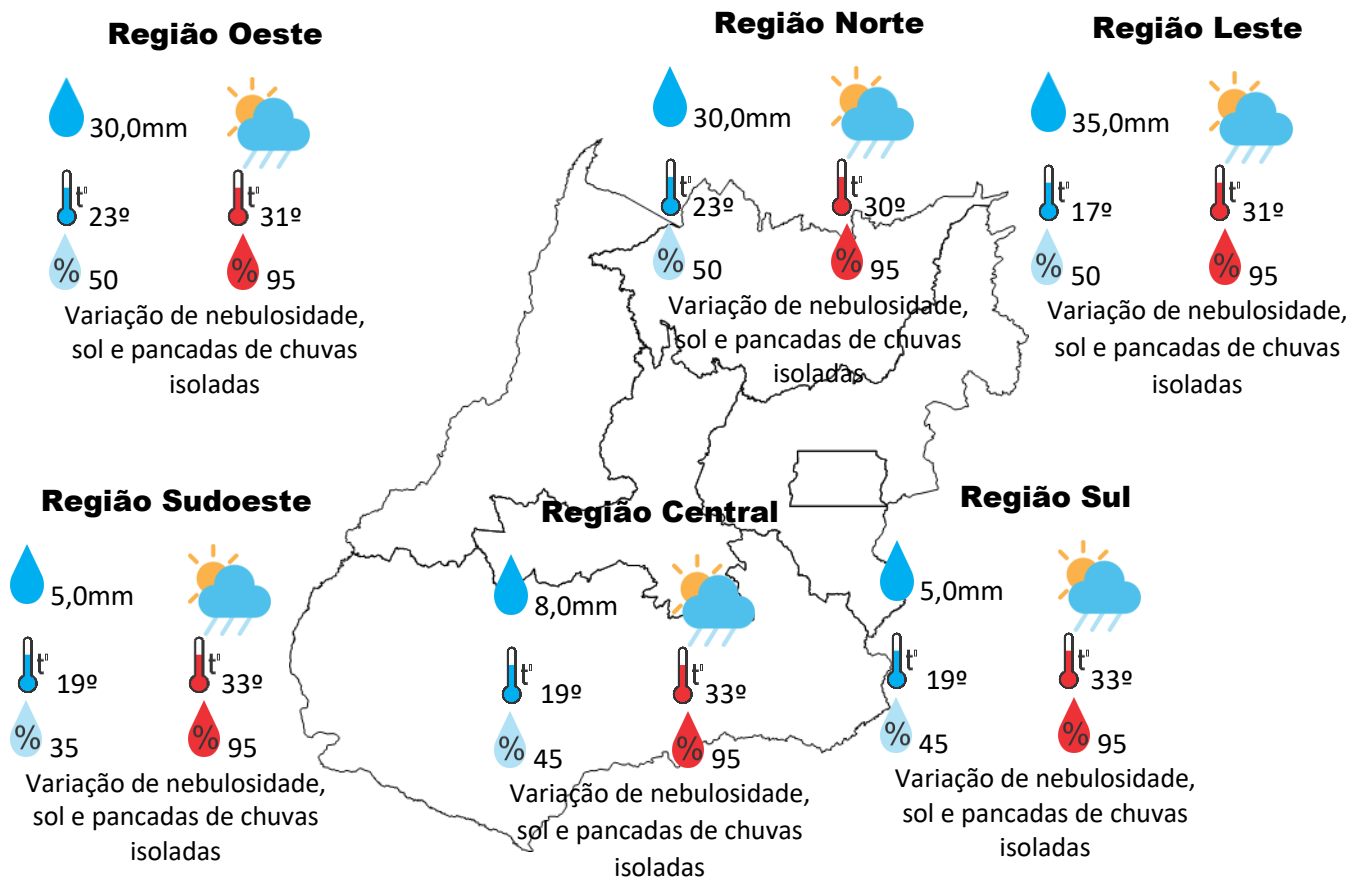 Região Oeste
30,0mm
t º
23º
t º
31º
% 50
% 95
Variação de nebulosidade,
sol e pancadas de chuvas
isoladas
Região Norte
30,0mm
t º
23º
t º
30º
% 50
% 95
Variação de nebulosidade,
sol e pancadas de chuvas
isoladas
Região Leste
35,0mm
t º
17º
t º
31º
% 50
% 95
Variação de nebulosidade,
sol e pancadas de chuvas
isoladas
Região Sudoeste
5,0mm
t º
19º
t º
33º
% 35
% 95
Variação de nebulosidade,
sol e pancadas de chuvas
isoladas
Região Central
8,0mm
t º
19º
t º
33º
% 45
% 95
Variação de nebulosidade,
sol e pancadas de chuvas
isoladas
Região Sul
5,0mm
t º
19º
t º
33º
% 45
% 95
Variação de nebulosidade,
sol e pancadas de chuvas
isoladas